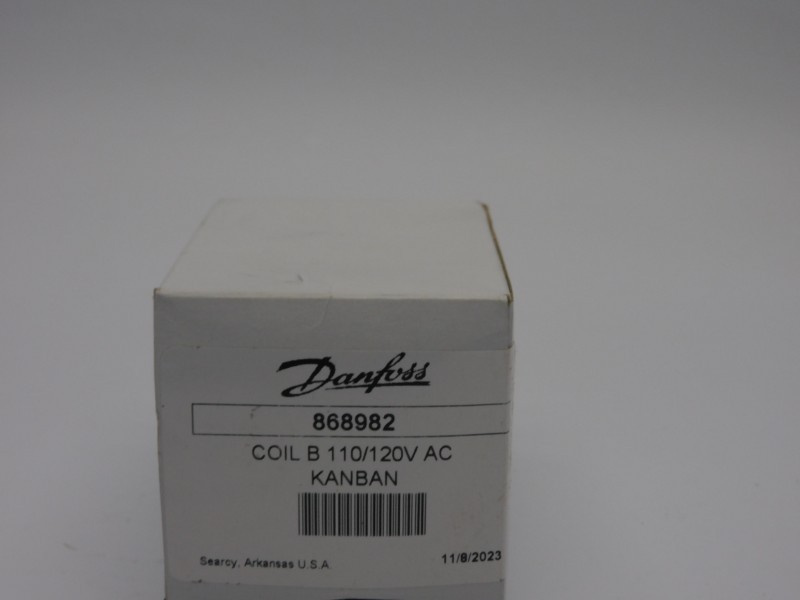 Danfoss
868982
COIL B 110/120V AC
KANBAN
Searcy, Arkansas U.S.A. 11/8/2023